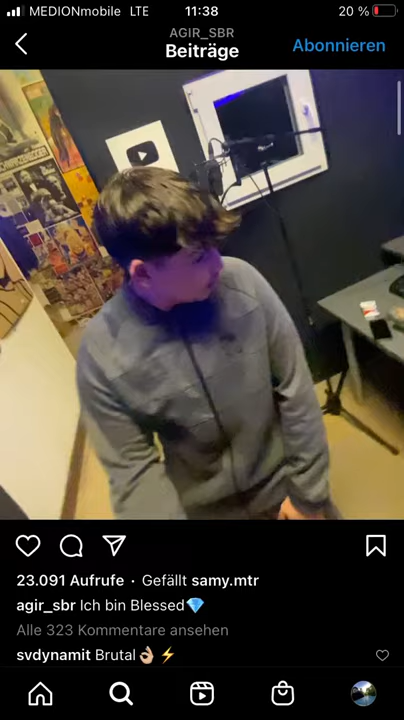 MEDIONmobile LTE 11:38 20 %
AGIR_SBR
Beiträge
Abonnieren
23.091 Aufrufe · Gefällt samy.mtr
agir_sbr Ich bin Blessed💎
Alle 323 Kommentare ansehen
svdynamit Brutal👌🏼⚡